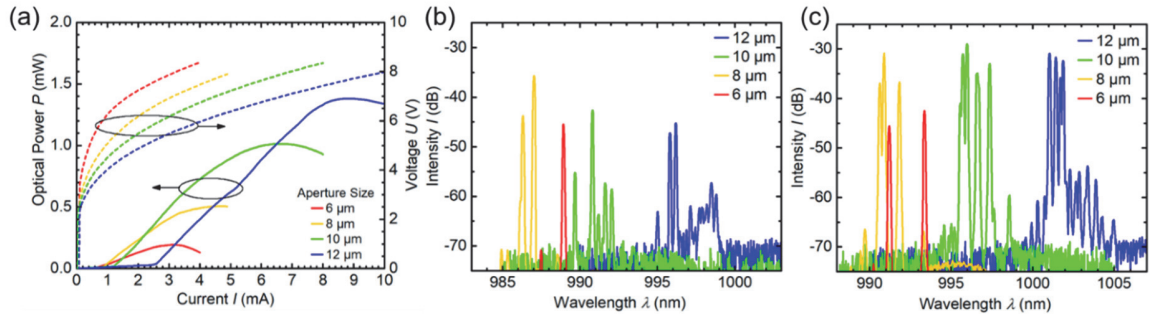 (a)
2.0
1.5
1.0
0.5
0.0
Optical Power P (mW)
0 1 2 3 4 5 6 7 8 9 10
Current I (mA)
10
8
6
4
2
0
Voltage U (V)
Aperture Size
6 µm
8 µm
10 µm
12 µm
(b)
-30
-40
-50
-60
-70
Intensity I (dB)
985 990 995 1000
Wavelength λ (nm)
12 µm
10 µm
8 µm
6 µm
(c)
-30
-40
-50
-60
-70
Intensity I (dB)
990 995 1000 1005
Wavelength λ (nm)
12 µm
10 µm
8 µm
6 µm